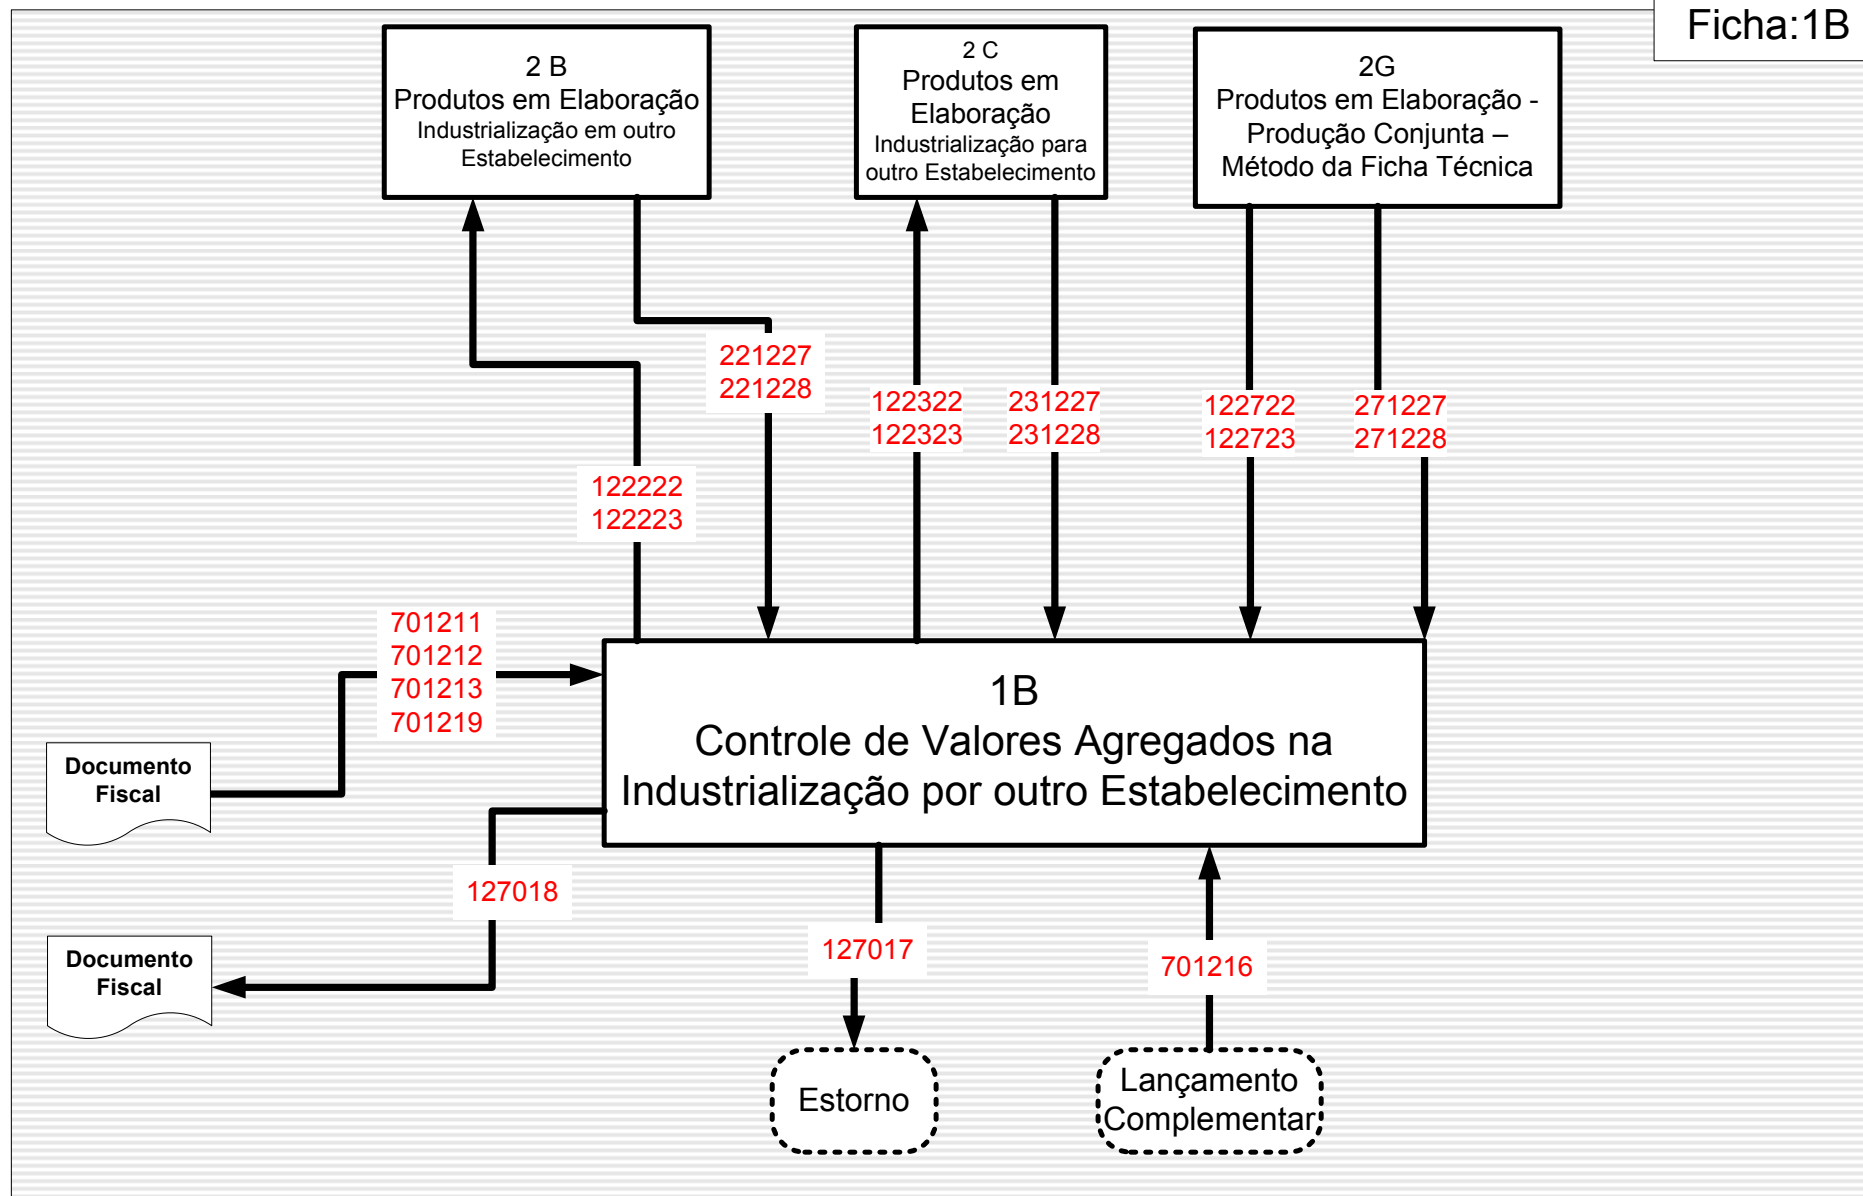 Ficha:1B
2 B
Produtos em Elaboração
Industrialização em outro
Estabelecimento
2 C
Produtos em
Elaboração
Industrialização para
outro Estabelecimento
2G
Produtos em Elaboração -
Produção Conjunta –
Método da Ficha Técnica
221227
221228
122322
122323
231227
231228
122722
122723
271227
271228
122222
122223
701211
701212
701213
701219
1B
Controle de Valores Agregados na
Industrialização por outro Estabelecimento
Documento
Fiscal
127018
Documento
Fiscal
127017
701216
Estorno
Lançamento
Complementar